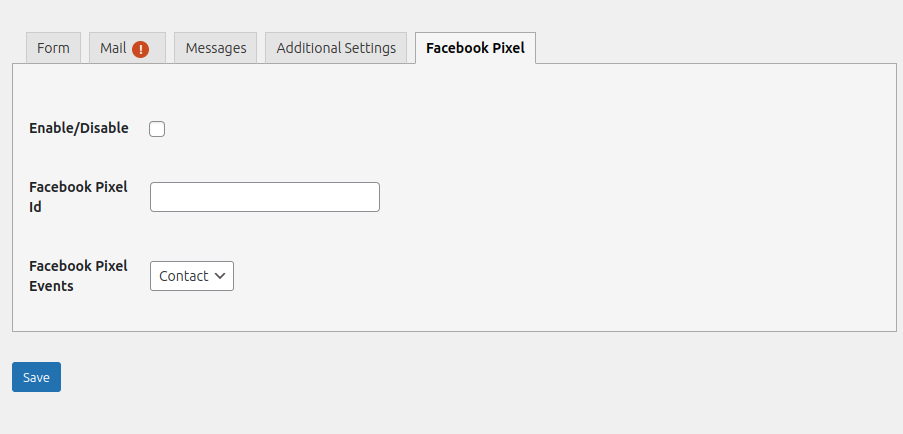 Form Mail ! Messages Additional Settings Facebook Pixel
Enable/Disable
Facebook Pixel
Id
Facebook Pixel
Events
Contact
Save